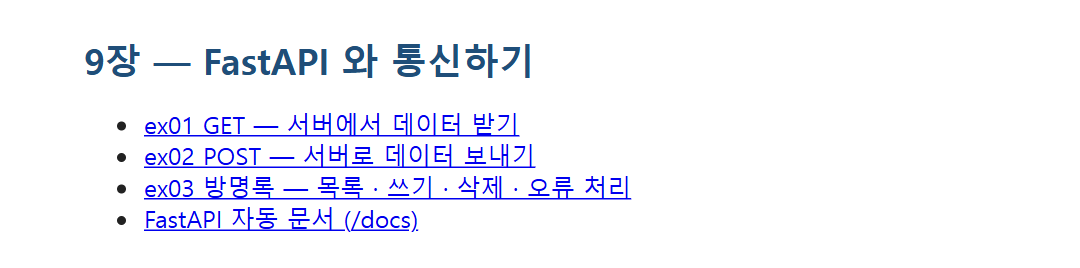 9장 — FastAPI 와 통신하기
• ex01 GET — 서버에서 데이터 받기
• ex02 POST — 서버로 데이터 보내기
• ex03 방명록 — 목록 · 쓰기 · 삭제 · 오류 처리
• FastAPI 자동 문서 (/docs)